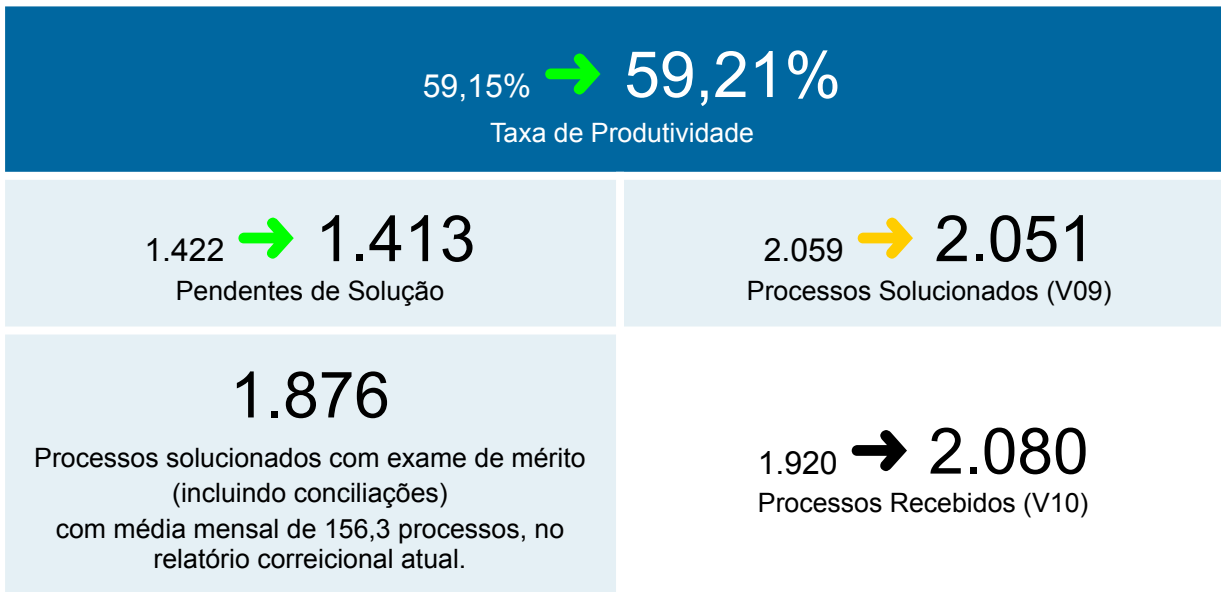 59,15% ➔ 59,21%
Taxa de Produtividade
1.422 ➔ 1.413
Pendentes de Solução
2.059 ➔ 2.051
Processos Solucionados (V09)
1.876
Processos solucionados com exame de mérito
(incluindo conciliações)
com média mensal de 156,3 processos, no
relatório correicional atual.
1.920 ➔ 2.080
Processos Recebidos (V10)